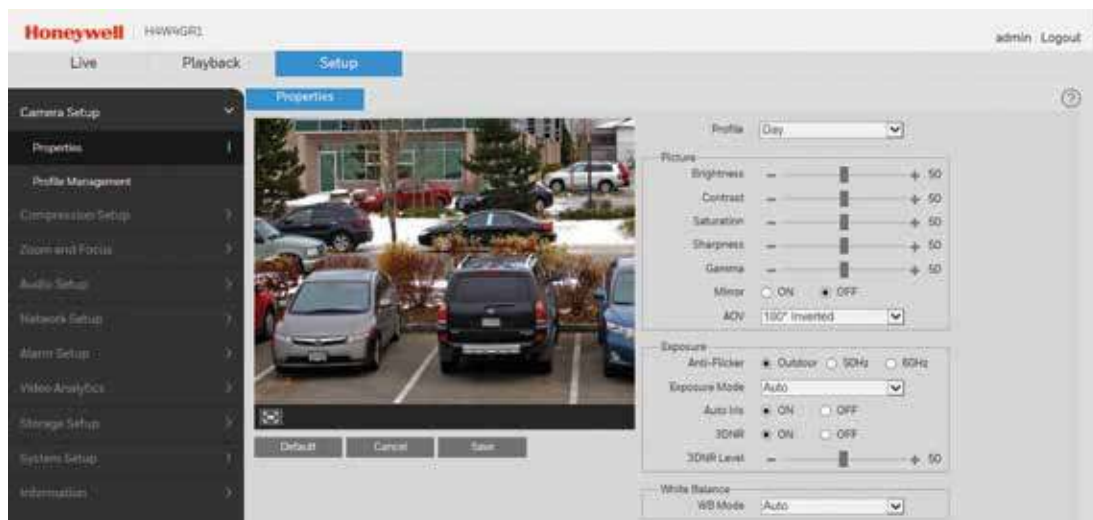 Honeywell H4W4GR1
admin Logout
Live Playback Setup
Camera Setup
Properties
Profile Management
Compression Setup
Zoom and Focus
Audio Setup
Network Setup
Alarm Setup
Video Analytics
Storage Setup
System Setup
Information
Properties
Default Cancel Save
Profile Day
Picture
Brightness - + 50
Contrast - + 50
Saturation - + 50
Sharpness - + 50
Gamma - + 50
Mirror ON OFF
AOV 180° Inverted
Exposure
Anti-Flicker Outdoor 50Hz 60Hz
Exposure Mode Auto
Auto Iris ON OFF
3DNR ON OFF
3DNR Level - + 50
White Balance
WB Mode Auto